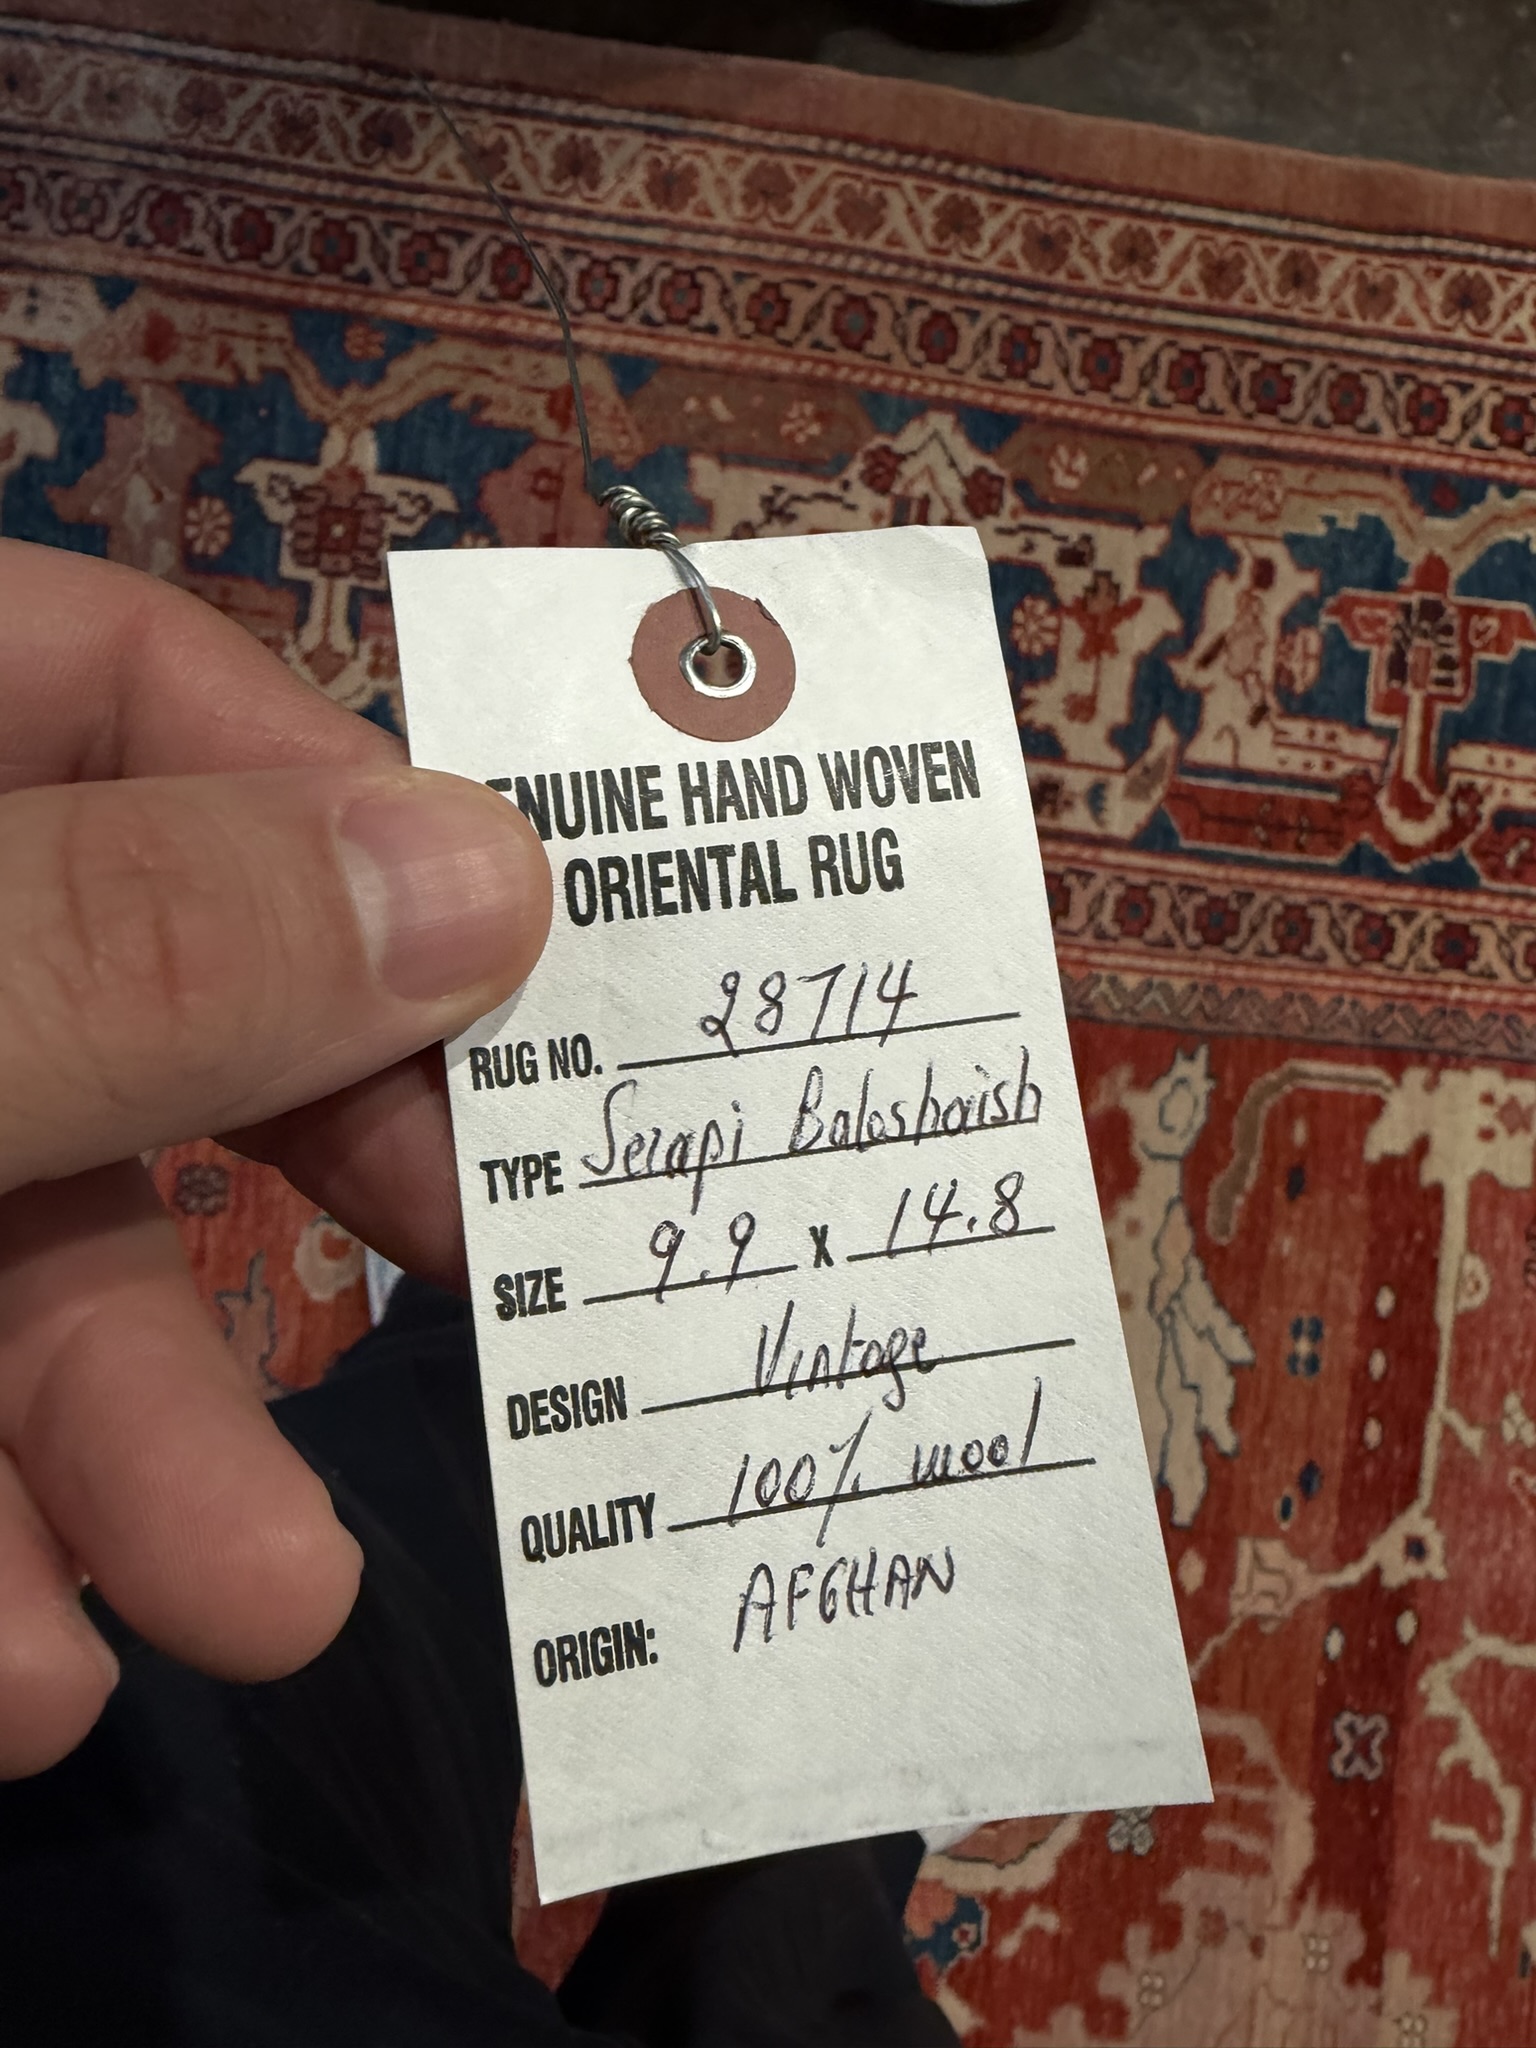 ENUINE HAND WOVEN
ORIENTAL RUG
RUG NO. 28714
TYPE Serapi Baloshaish
SIZE 9.9 X 14.8
DESIGN Vintage
QUALITY 100% wool
ORIGIN: AFGHAN